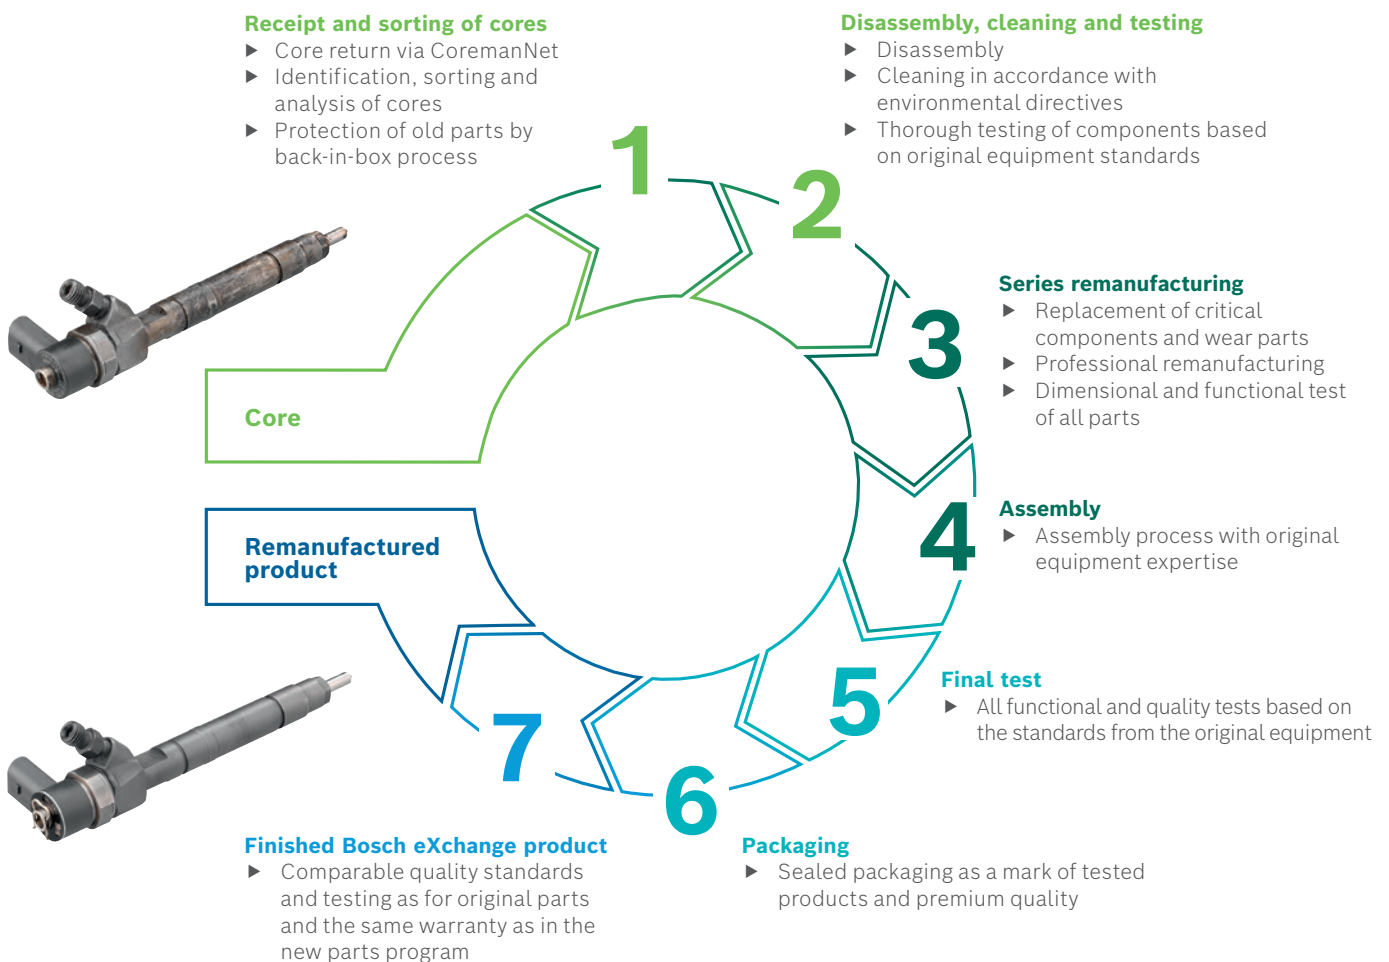 Receipt and sorting of cores
▶ Core return via CoremanNet
▶ Identification, sorting and
analysis of cores
▶ Protection of old parts by
back-in-box process
1
Disassembly, cleaning and testing
▶ Disassembly
▶ Cleaning in accordance with
environmental directives
▶ Thorough testing of components based
on original equipment standards
2
Series remanufacturing
▶ Replacement of critical
components and wear parts
▶ Professional remanufacturing
▶ Dimensional and functional test
of all parts
3
Core
Assembly
▶ Assembly process with original
equipment expertise
4
Remanufactured
product
Final test
▶ All functional and quality tests based on
the standards from the original equipment
5
6
Packaging
▶ Sealed packaging as a mark of tested
products and premium quality
7
Finished Bosch eXchange product
▶ Comparable quality standards
and testing as for original parts
and the same warranty as in the
new parts program